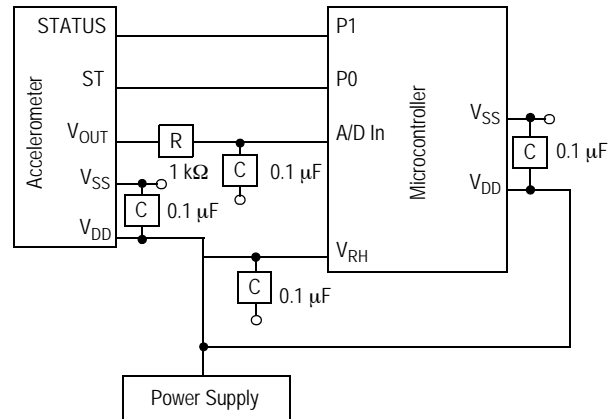 STATUS
ST
V_OUT
V_SS
V_DD
Accelerometer
R
1 kΩ
C
0.1 μF
C
0.1 μF
P1
P0
A/D In
V_RH
Microcontroller
V_SS
V_DD
C
0.1 μF
C
0.1 μF
Power Supply